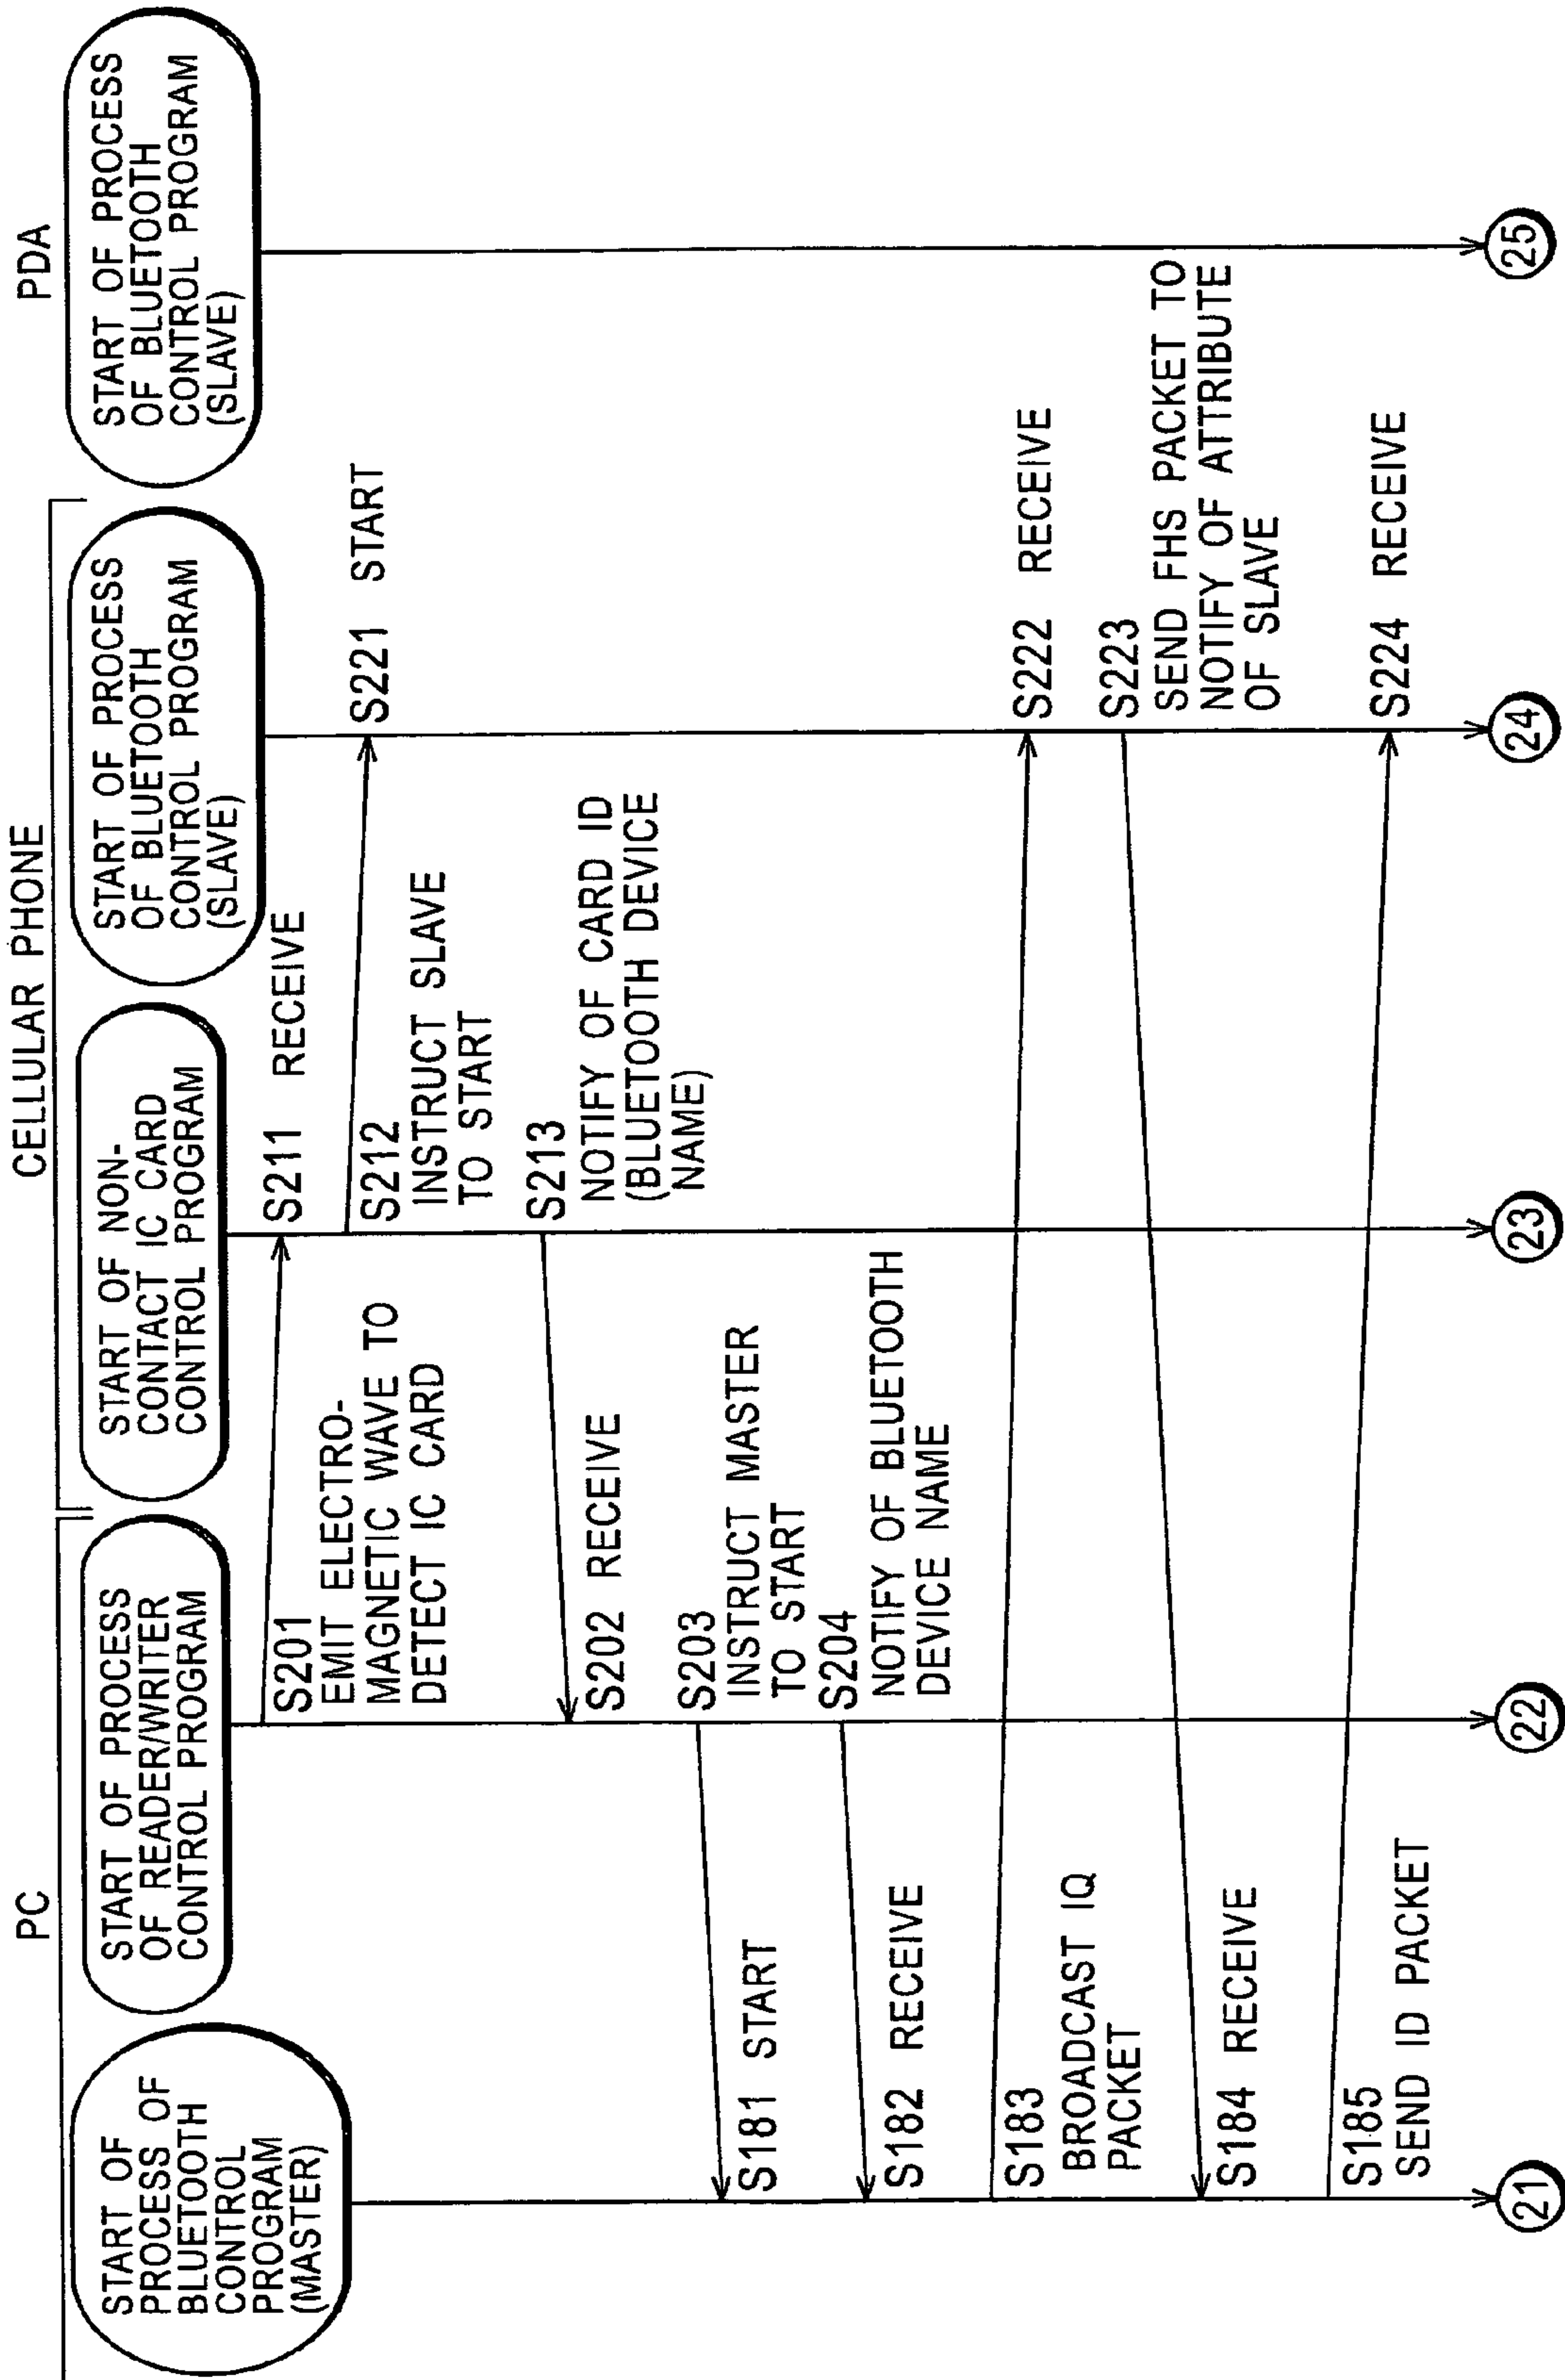 PC
CELLULAR PHONE
PDA
START OF
PROCESS OF
BLUETOOTH
CONTROL
PROGRAM
(MASTER)
START OF PROCESS
OF READER/WRITER
CONTROL PROGRAM
START OF NON-
CONTACT IC CARD
CONTROL PROGRAM
START OF PROCESS
OF BLUETOOTH
CONTROL PROGRAM
(SLAVE)
START OF PROCESS
OF BLUETOOTH
CONTROL PROGRAM
(SLAVE)
S201
EMIT ELECTRO-
MAGNETIC WAVE TO
DETECT IC CARD
S211 RECEIVE
S212
INSTRUCT SLAVE
TO START
S221 START
S213
NOTIFY OF CARD ID
(BLUETOOTH DEVICE
NAME)
S202 RECEIVE
S203
INSTRUCT MASTER
TO START
S181 START
S204
NOTIFY OF BLUETOOTH
DEVICE NAME
S182 RECEIVE
S183
BROADCAST IQ
PACKET
S222 RECEIVE
S223
SEND FHS PACKET TO
NOTIFY OF ATTRIBUTE
OF SLAVE
S184 RECEIVE
S185
SEND ID PACKET
S224 RECEIVE
21
22
23
24
25